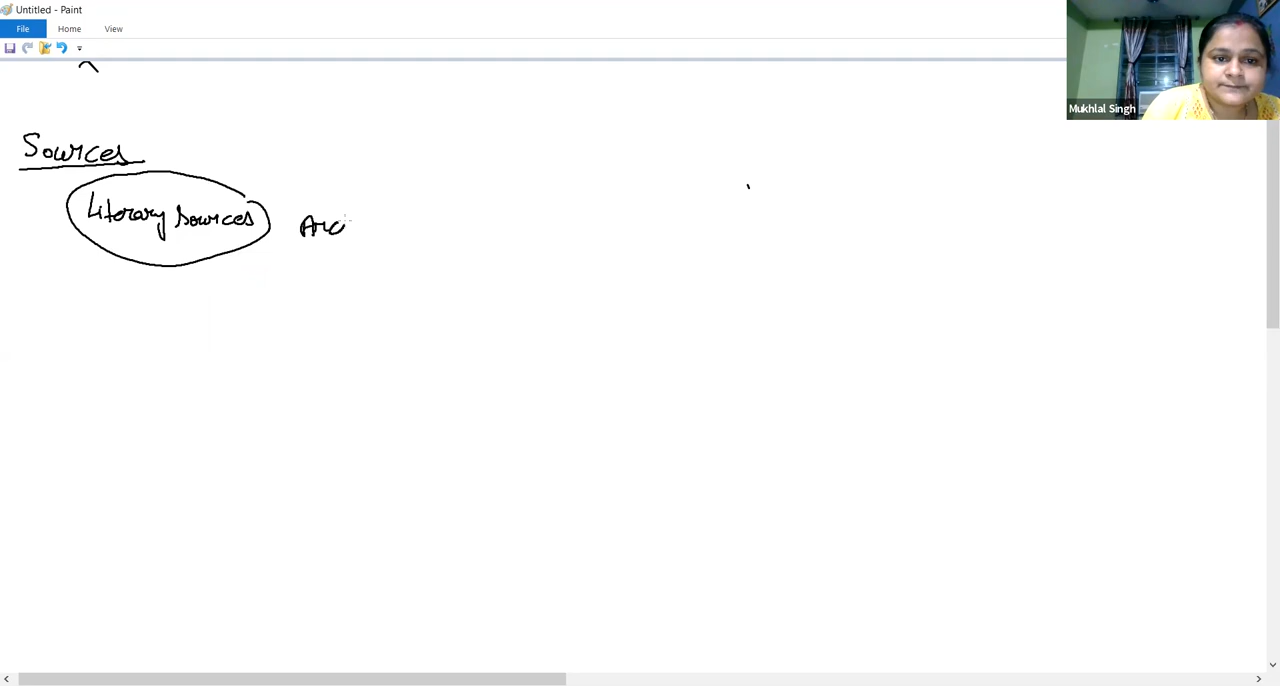 Untitled - Paint
File Home View
Mukhlal Singh
Sources
Literary Sources Arc